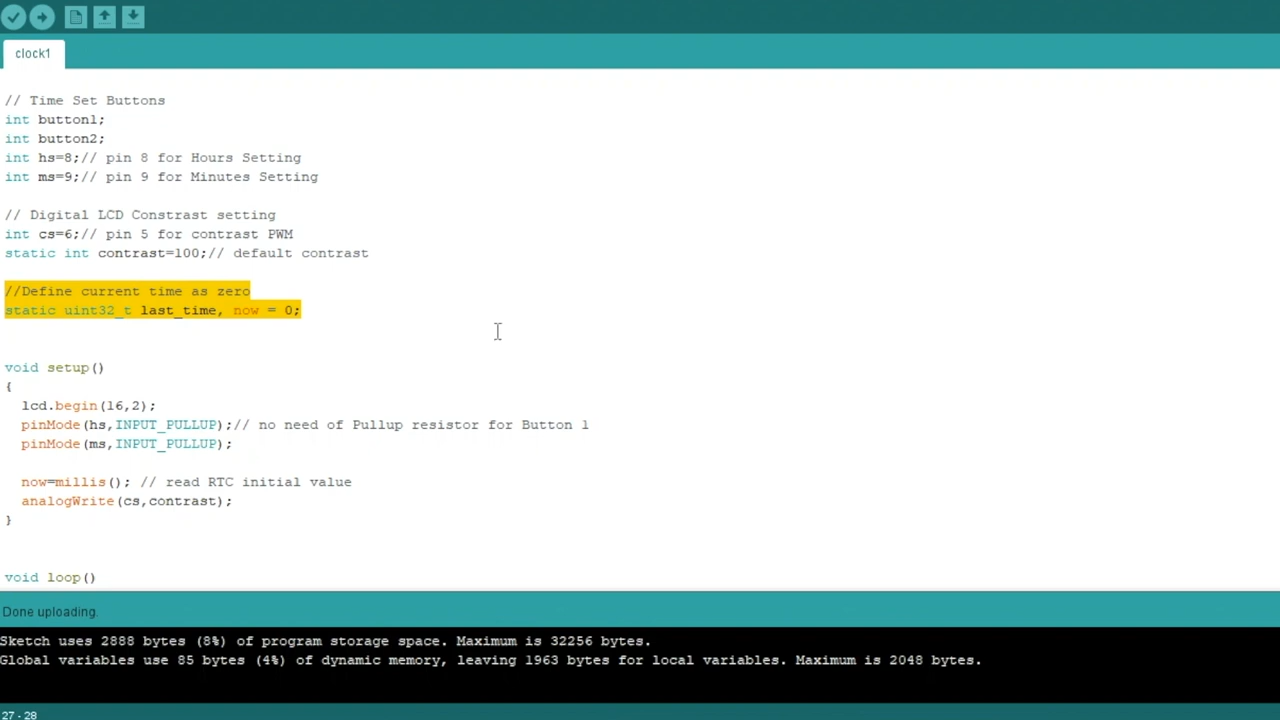 clock1
// Time Set Buttons
int button1;
int button2;
int hs=8;// pin 8 for Hours Setting
int ms=9;// pin 9 for Minutes Setting
// Digital LCD Constrast setting
int cs=6;// pin 5 for contrast PWM
static int contrast=100;// default contrast
//Define current time as zero
static uint32_t last_time, now = 0;
void setup()
{
lcd.begin(16,2);
pinMode(hs,INPUT_PULLUP);// no need of Pullup resistor for Button 1
pinMode(ms,INPUT_PULLUP);
now=millis(); // read RTC initial value
analogWrite(cs,contrast);
}
void loop()
Done uploading.
Sketch uses 2888 bytes (8%) of program storage space. Maximum is 32256 bytes.
Global variables use 85 bytes (4%) of dynamic memory, leaving 1963 bytes for local variables. Maximum is 2048 bytes.
27 - 28